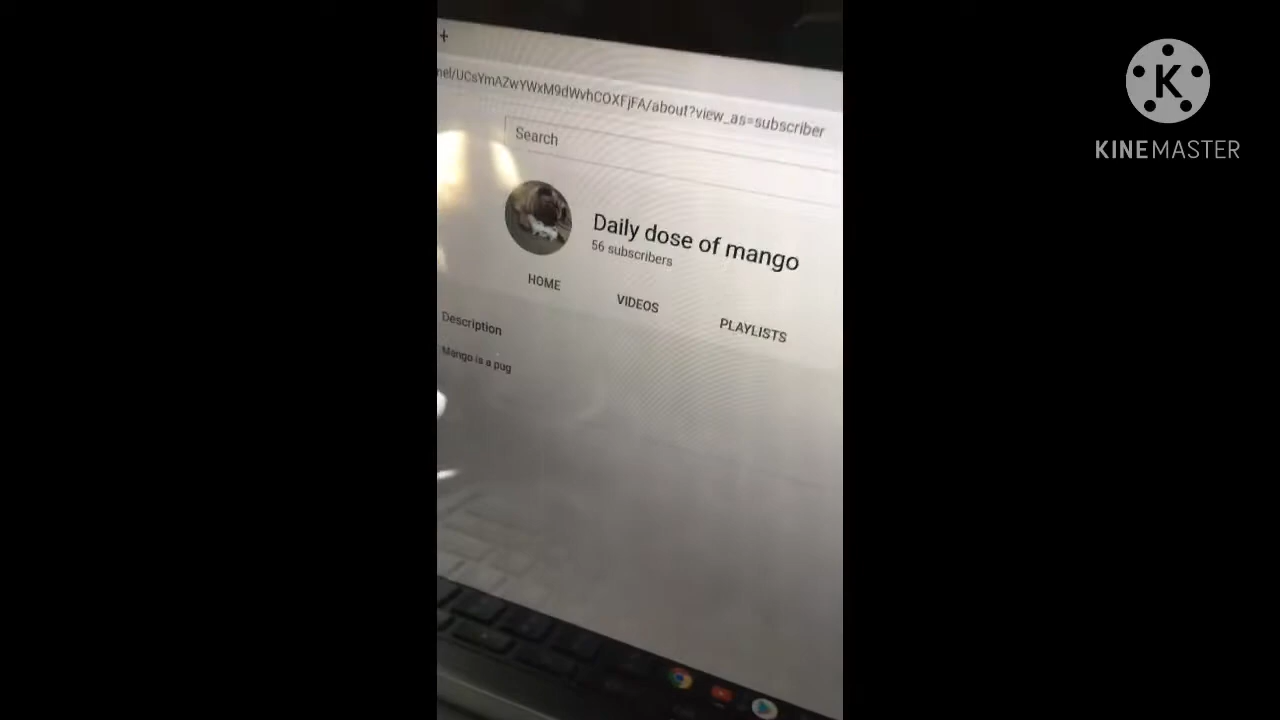 +
nel/UCsYmAZwYWxM9dWvhCOXFjFA/about?view_as=subscriber
Search
Daily dose of mango
56 subscribers
HOME
VIDEOS
PLAYLISTS
Description
Mango is a pug
K
KINEMASTER